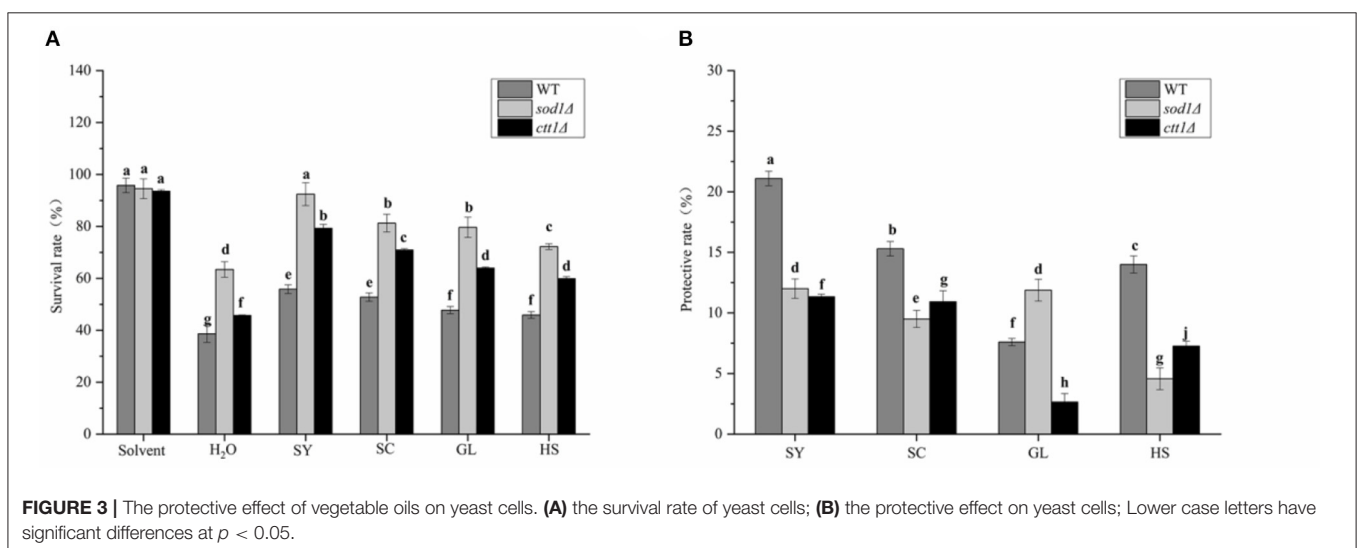 A
140
120
100
80
60
40
20
0
Survival rate（%）
WT
sod1Δ
ctt1Δ
a a a
g d f
e b b
e b c
f b d
f c d
Solvent H₂O SY SC GL HS
B
30
25
20
15
10
5
0
Protective rate（%）
WT
sod1Δ
ctt1Δ
a d f
b e g
f d h
c g j
SY SC GL HS
FIGURE 3 | The protective effect of vegetable oils on yeast cells. (A) the survival rate of yeast cells; (B) the protective effect on yeast cells; Lower case letters have
significant differences at p < 0.05.